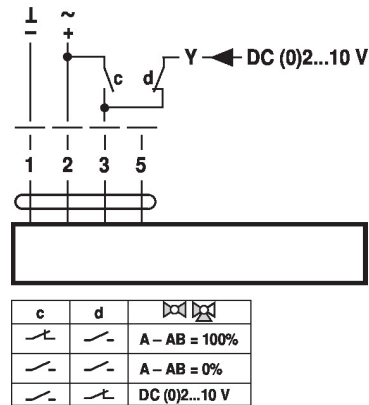 ⊥ ~
− +
c d Y DC (0)2...10 V
1 2 3 5
c d
A – AB = 100%
A – AB = 0%
DC (0)2...10 V